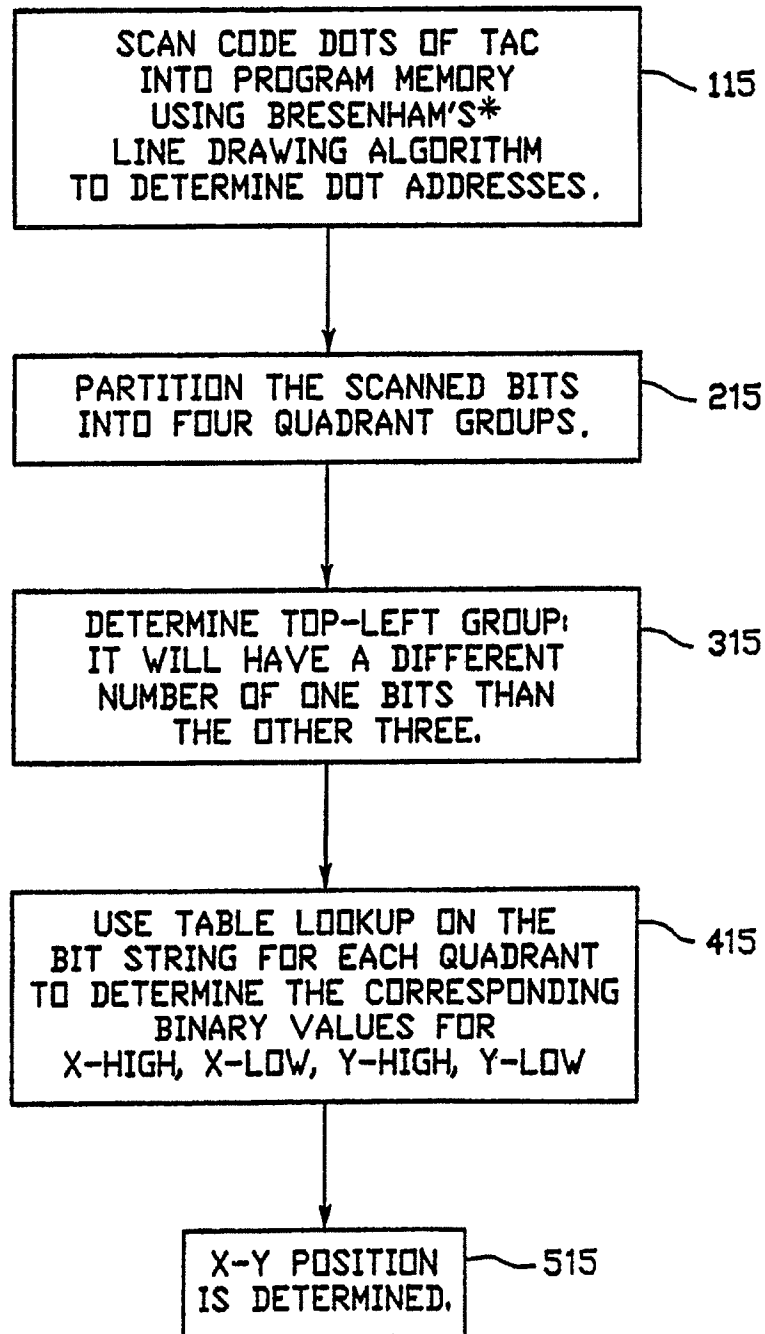 SCAN CODE DOTS OF TAC
INTO PROGRAM MEMORY
USING BRESENHAM'S*
LINE DRAWING ALGORITHM
TO DETERMINE DOT ADDRESSES.
115
PARTITION THE SCANNED BITS
INTO FOUR QUADRANT GROUPS.
215
DETERMINE TOP-LEFT GROUP:
IT WILL HAVE A DIFFERENT
NUMBER OF ONE BITS THAN
THE OTHER THREE.
315
USE TABLE LOOKUP ON THE
BIT STRING FOR EACH QUADRANT
TO DETERMINE THE CORRESPONDING
BINARY VALUES FOR
X-HIGH, X-LOW, Y-HIGH, Y-LOW
415
X-Y POSITION
IS DETERMINED.
515